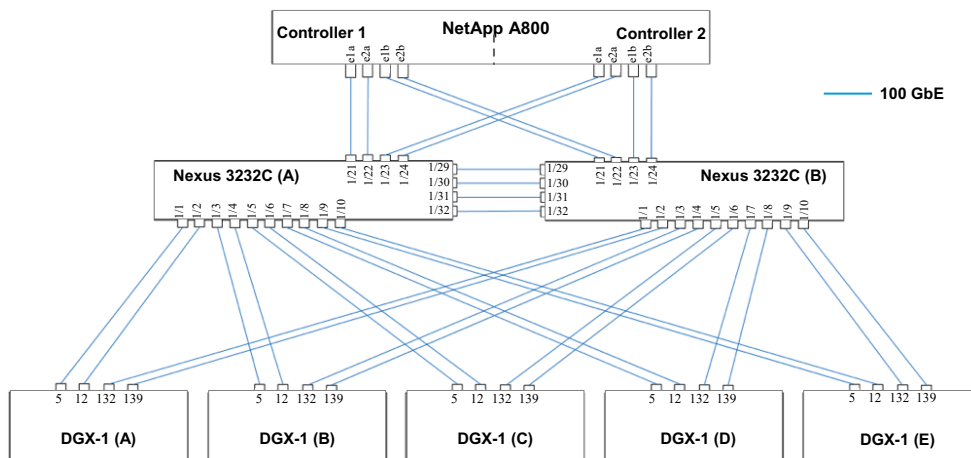 NetApp A800
Controller 1
Controller 2
e1a e2a e1b e2b
e1a e2a e1b e2b
100 GbE
1/21 1/22 1/23 1/24
1/29
1/30
1/31
1/32
Nexus 3232C (A)
1/1 1/2 1/3 1/4 1/5 1/6 1/7 1/8 1/9 1/10
1/29
1/30
1/31
1/32
1/21 1/22 1/23 1/24
Nexus 3232C (B)
1/1 1/2 1/3 1/4 1/5 1/6 1/7 1/8 1/9 1/10
5 12 132 139
DGX-1 (A)
5 12 132 139
DGX-1 (B)
5 12 132 139
DGX-1 (C)
5 12 132 139
DGX-1 (D)
5 12 132 139
DGX-1 (E)